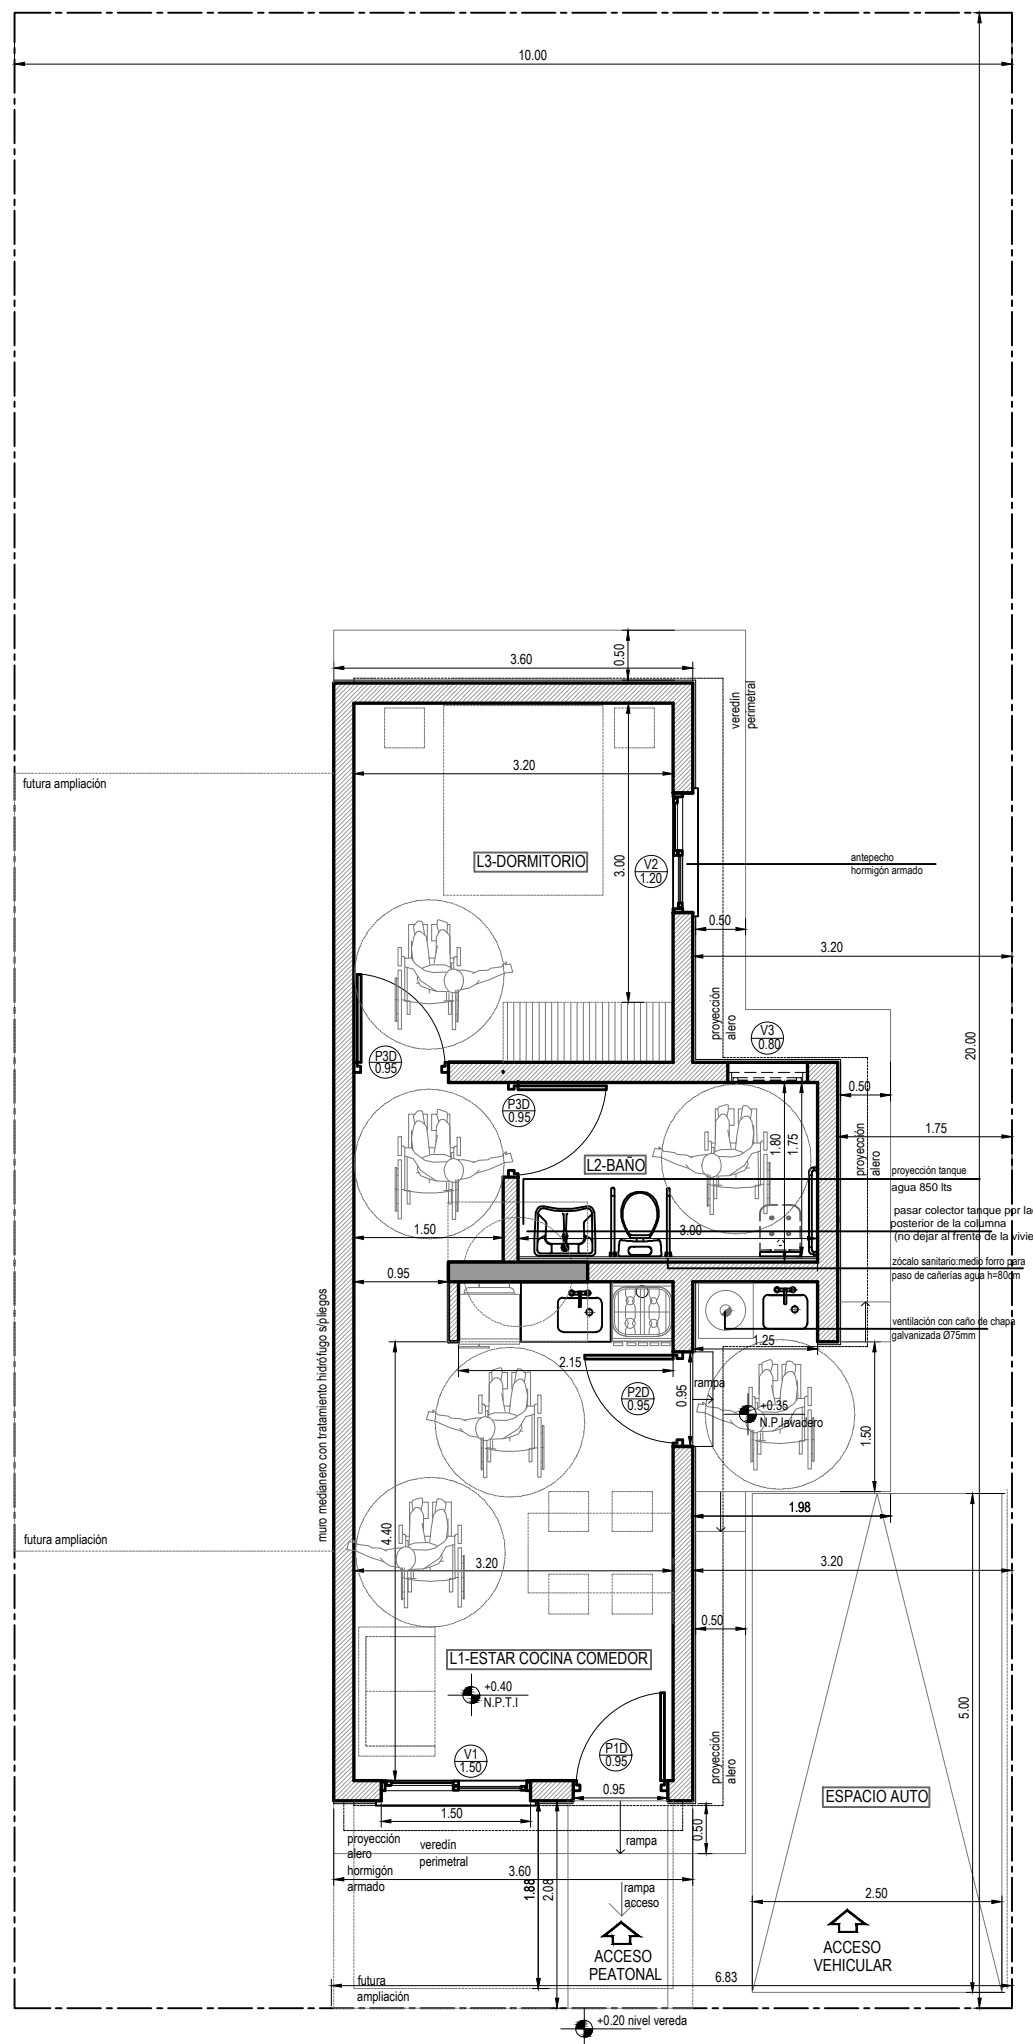 10.00
3.60
0.50
veredín
perimetral
3.20
futura ampliación
L3-DORMITORIO
3.00
V2
1.20
antepecho
hormigón armado
0.50
3.20
proyección
alero
V3
0.80
20.00
P3D
0.95
0.50
P3D
0.95
1.80
1.75
1.75
proyección
alero
L2-BAÑO
proyección tanque
agua 850 lts
pasar colector tanque por la
posterior de la columna
(no dejar al frente de la vivie
1.50
3.00
zócalo sanitario:medio forro para
paso de cañerías agua h=80cm
0.95
muro medianero con tratamiento hidrófugo s/pliegos
ventilación con caño de chapa
galvanizada Ø75mm
1.25
2.15
P2D
0.95
0.95
rampa
+0.35
N.P.lavadero
1.50
1.98
futura ampliación
4.40
3.20
3.20
0.50
L1-ESTAR COCINA COMEDOR
+0.40
N.P.T.I
5.00
V1
1.50
P1D
0.95
proyección
alero
0.95
ESPACIO AUTO
1.50
0.50
proyección
alero
hormigón
armado
veredín
perimetral
rampa
3.60
1.88
2.08
rampa
acceso
2.50
ACCESO
PEATONAL
ACCESO
VEHICULAR
6.83
futura
ampliación
+0.20 nivel vereda